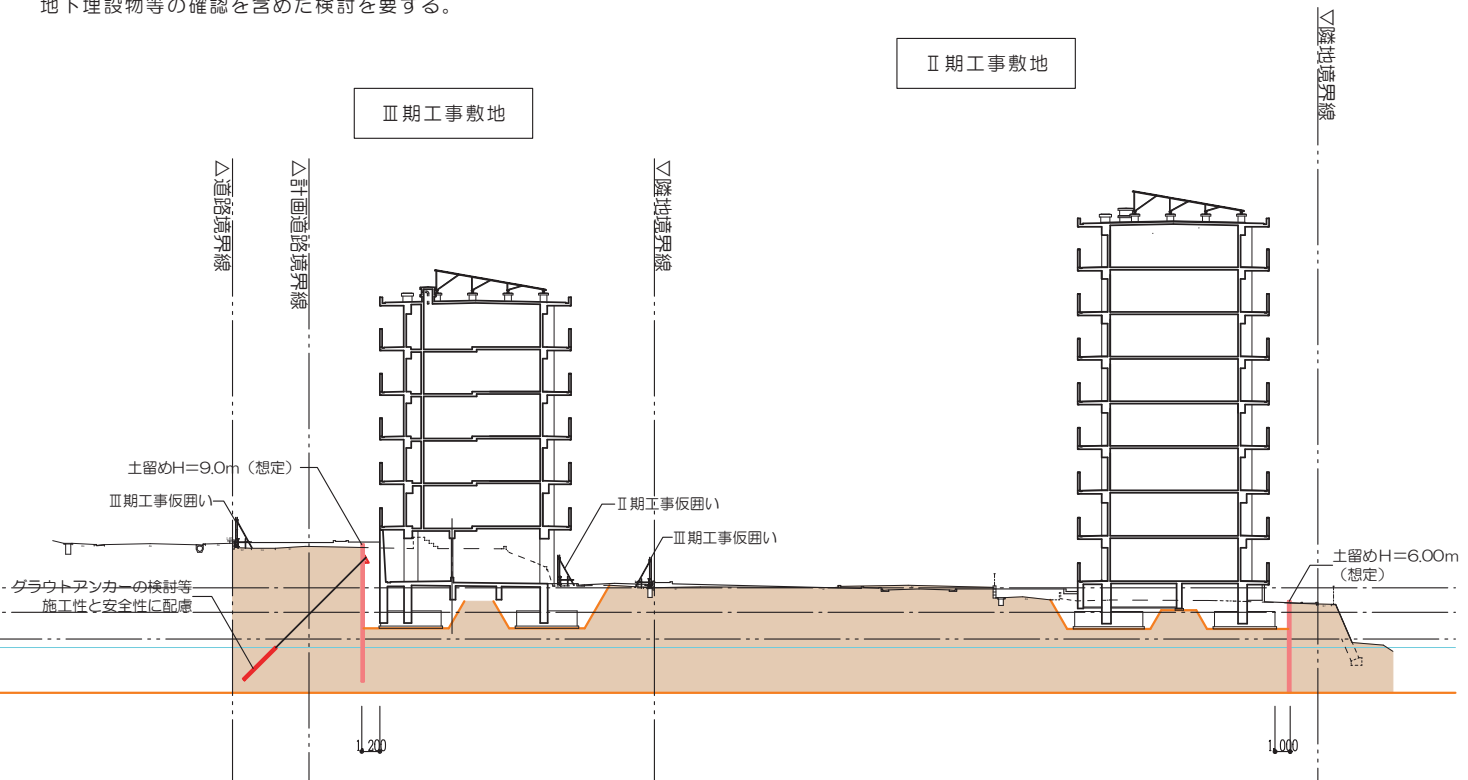 地下埋設物等の確認を含めた検討を要する。
Ⅱ期工事敷地
▽隣地境界線
Ⅲ期工事敷地
△道路境界線
△計画道路境界線
▽隣地境界線
土留めH=9.0m（想定）
Ⅲ期工事仮囲い
Ⅱ期工事仮囲い
Ⅲ期工事仮囲い
土留めH=6.00m
（想定）
グラウトアンカーの検討等
施工性と安全性に配慮
1,200
1,000